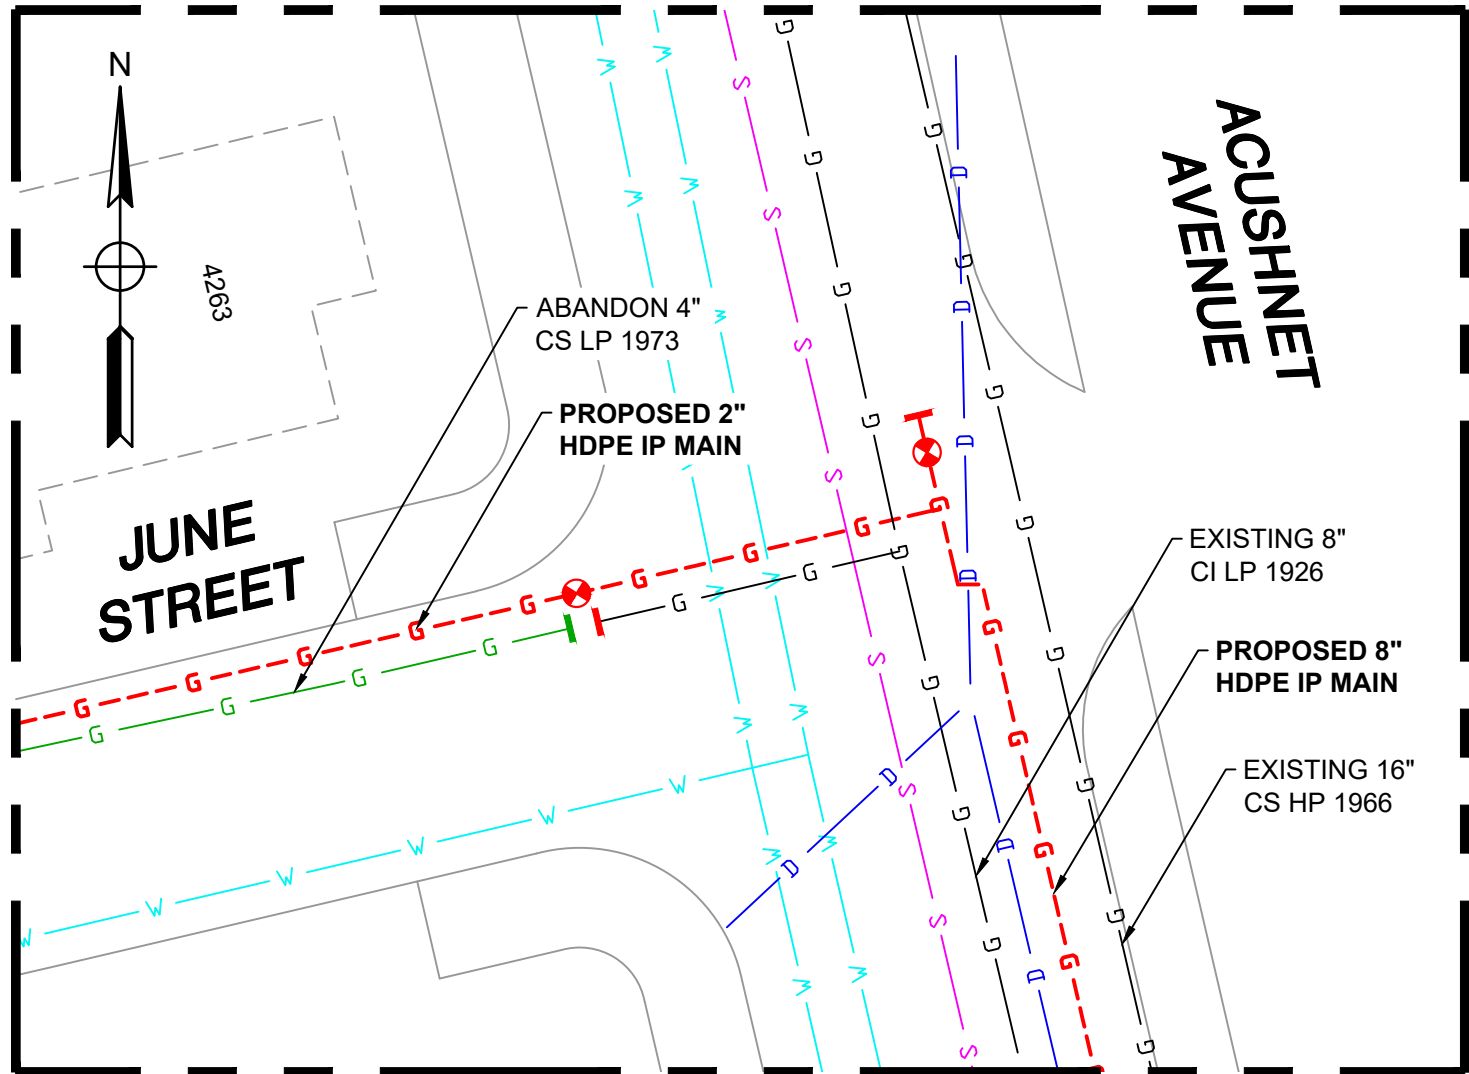 N
4263
ABANDON 4"
CS LP 1973
PROPOSED 2"
HDPE IP MAIN
ACUSHNET
AVENUE
JUNE
STREET
EXISTING 8"
CI LP 1926
PROPOSED 8"
HDPE IP MAIN
EXISTING 16"
CS HP 1966
W W W W W W
W W W W W W W
W W W W W W W
S S S S S S S S
G G G G G G G G
G G G G G G G G G
D D D D D D D
D D
G G G G G G G G
G G G G G
G G
G G G G G